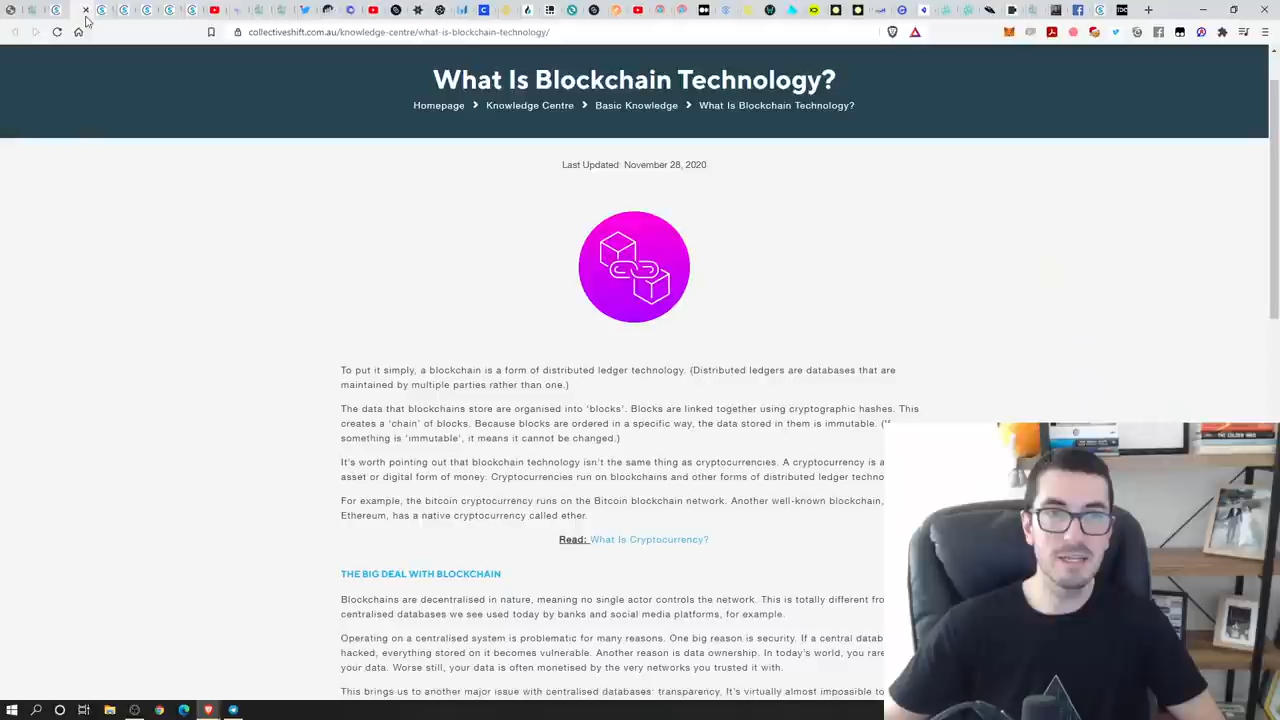 collectiveshift.com.au/knowledge-centre/what-is-blockchain-technology/
What Is Blockchain Technology?
Homepage > Knowledge Centre > Basic Knowledge > What Is Blockchain Technology?
Last Updated: November 28, 2020
To put it simply, a blockchain is a form of distributed ledger technology. (Distributed ledgers are databases that are
maintained by multiple parties rather than one.)
The data that blockchains store are organised into ‘blocks’. Blocks are linked together using cryptographic hashes. This
creates a ‘chain’ of blocks. Because blocks are ordered in a specific way, the data stored in them is immutable. (If
something is ‘immutable’, it means it cannot be changed.)
It's worth pointing out that blockchain technology isn't the same thing as cryptocurrencies. A cryptocurrency is a
asset or digital form of money. Cryptocurrencies run on blockchains and other forms of distributed ledger techno
For example, the bitcoin cryptocurrency runs on the Bitcoin blockchain network. Another well-known blockchain,
Ethereum, has a native cryptocurrency called ether.
Read: What Is Cryptocurrency?
THE BIG DEAL WITH BLOCKCHAIN
Blockchains are decentralised in nature, meaning no single actor controls the network. This is totally different fro
centralised databases we see used today by banks and social media platforms, for example.
Operating on a centralised system is problematic for many reasons. One big reason is security. If a central datab
hacked, everything stored on it becomes vulnerable. Another reason is data ownership. In today's world, you rare
your data. Worse still, your data is often monetised by the very networks you trusted it with.
This brings us to another major issue with centralised databases: transparency. It's virtually almost impossible to